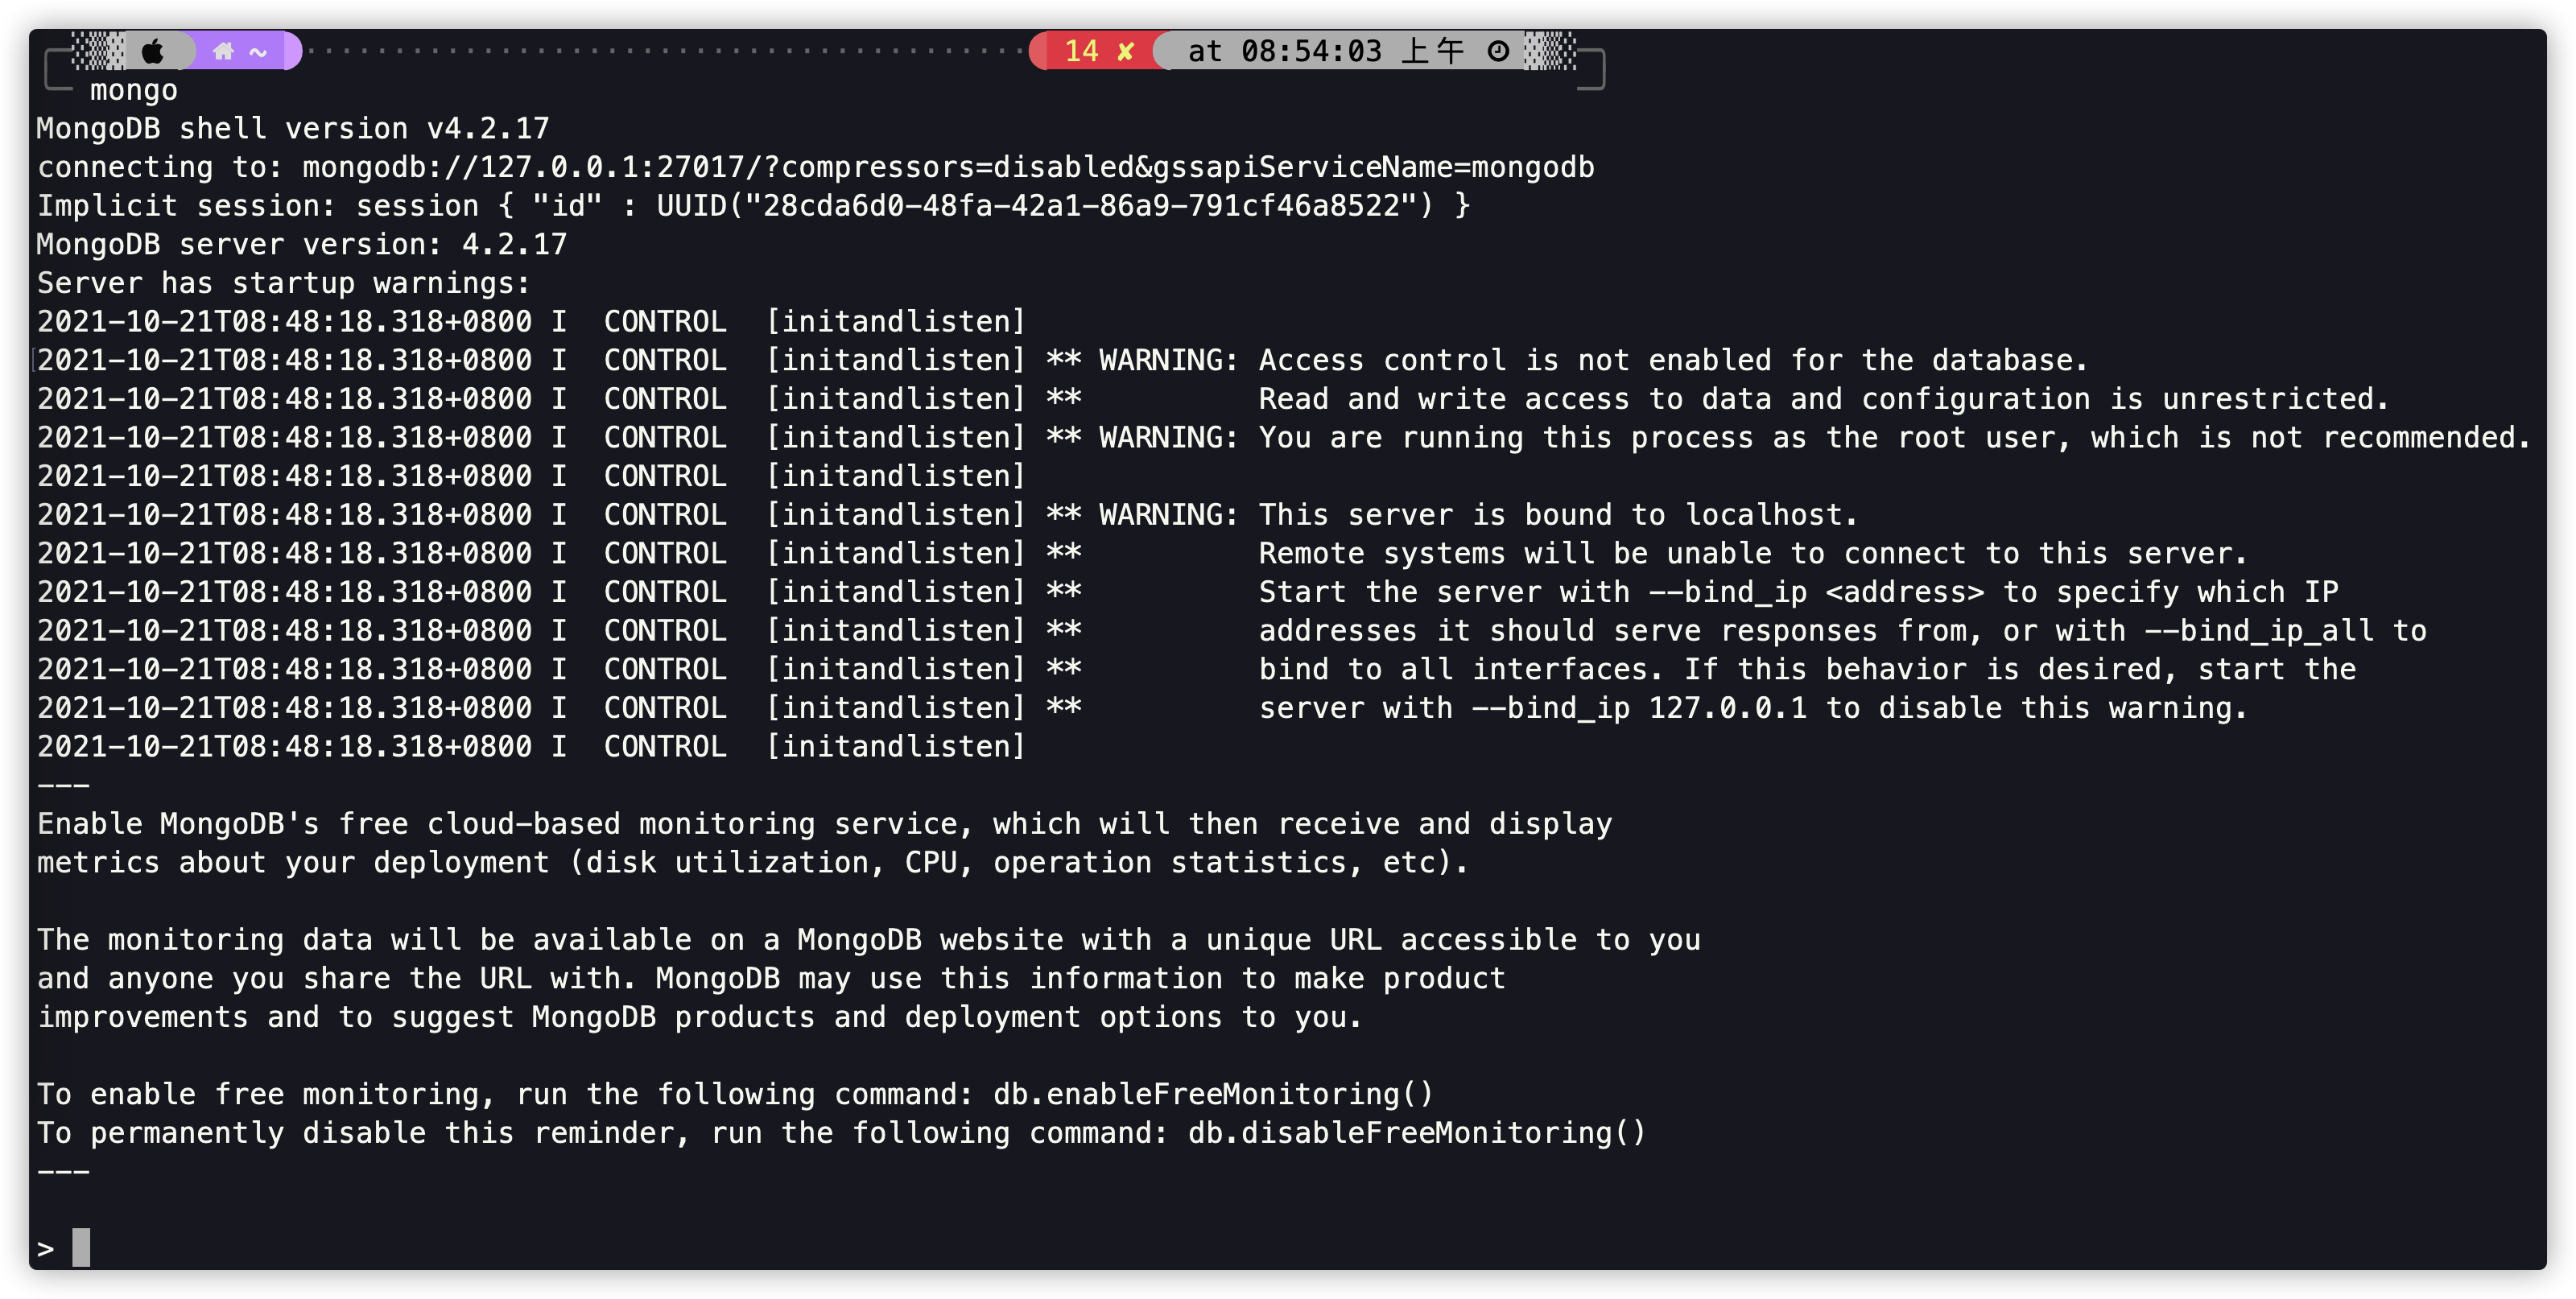 ~ 14 ✘ at 08:54:03 上午
mongo
MongoDB shell version v4.2.17
connecting to: mongodb://127.0.0.1:27017/?compressors=disabled&gssapiServiceName=mongodb
Implicit session: session { "id" : UUID("28cda6d0-48fa-42a1-86a9-791cf46a8522") }
MongoDB server version: 4.2.17
Server has startup warnings:
2021-10-21T08:48:18.318+0800 I  CONTROL  [initandlisten]
2021-10-21T08:48:18.318+0800 I  CONTROL  [initandlisten] ** WARNING: Access control is not enabled for the database.
2021-10-21T08:48:18.318+0800 I  CONTROL  [initandlisten] **          Read and write access to data and configuration is unrestricted.
2021-10-21T08:48:18.318+0800 I  CONTROL  [initandlisten] ** WARNING: You are running this process as the root user, which is not recommended.
2021-10-21T08:48:18.318+0800 I  CONTROL  [initandlisten]
2021-10-21T08:48:18.318+0800 I  CONTROL  [initandlisten] ** WARNING: This server is bound to localhost.
2021-10-21T08:48:18.318+0800 I  CONTROL  [initandlisten] **          Remote systems will be unable to connect to this server.
2021-10-21T08:48:18.318+0800 I  CONTROL  [initandlisten] **          Start the server with --bind_ip <address> to specify which IP
2021-10-21T08:48:18.318+0800 I  CONTROL  [initandlisten] **          addresses it should serve responses from, or with --bind_ip_all to
2021-10-21T08:48:18.318+0800 I  CONTROL  [initandlisten] **          bind to all interfaces. If this behavior is desired, start the
2021-10-21T08:48:18.318+0800 I  CONTROL  [initandlisten] **          server with --bind_ip 127.0.0.1 to disable this warning.
2021-10-21T08:48:18.318+0800 I  CONTROL  [initandlisten]
---
Enable MongoDB's free cloud-based monitoring service, which will then receive and display
metrics about your deployment (disk utilization, CPU, operation statistics, etc).
The monitoring data will be available on a MongoDB website with a unique URL accessible to you
and anyone you share the URL with. MongoDB may use this information to make product
improvements and to suggest MongoDB products and deployment options to you.
To enable free monitoring, run the following command: db.enableFreeMonitoring()
To permanently disable this reminder, run the following command: db.disableFreeMonitoring()
---
>